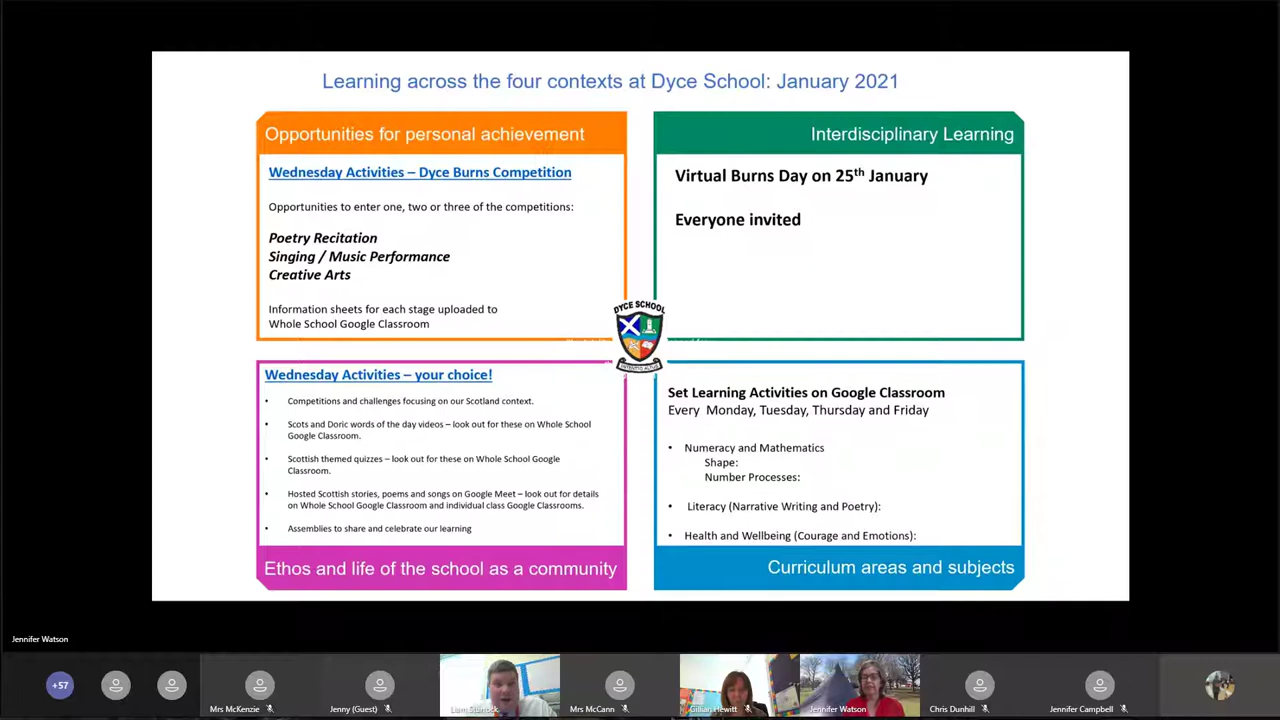 Learning across the four contexts at Dyce School: January 2021
Opportunities for personal achievement
Wednesday Activities – Dyce Burns Competition
Opportunities to enter one, two or three of the competitions:
Poetry Recitation
Singing / Music Performance
Creative Arts
Information sheets for each stage uploaded to
Whole School Google Classroom
Interdisciplinary Learning
Virtual Burns Day on 25th January
Everyone invited
DYCE SCHOOL
Wednesday Activities – your choice!
• Competitions and challenges focusing on our Scotland context.
• Scots and Doric words of the day videos – look out for these on Whole School
Google Classroom.
• Scottish themed quizzes – look out for these on Whole School Google
Classroom.
• Hosted Scottish stories, poems and songs on Google Meet – look out for details
on Whole School Google Classroom and individual class Google Classrooms.
• Assemblies to share and celebrate our learning
Ethos and life of the school as a community
Set Learning Activities on Google Classroom
Every Monday, Tuesday, Thursday and Friday
• Numeracy and Mathematics
Shape:
Number Processes:
• Literacy (Narrative Writing and Poetry):
• Health and Wellbeing (Courage and Emotions):
Curriculum areas and subjects
Jennifer Watson
+57
Mrs McKenzie
Jenny (Guest)
Liam
Mrs McCann
Gillian Hewitt
Jennifer Watson
Chris Dunhill
Jennifer Campbell